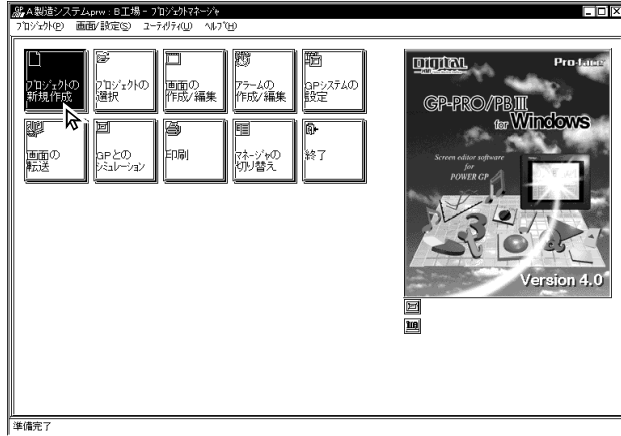 A製造システム.prw : B工場 - プロジェクトマネージャ
プロジェクト(P) 画面/設定(S) ユーティリティ(U) ヘルプ(H)
プロジェクトの
新規作成
プロジェクトの
選択
画面の
作成/編集
アラームの
作成/編集
GPシステムの
設定
画面の
転送
GPとの
シミュレーション
印刷
マネージャの
切り替え
終了
Digital
Pro-face
GP-PRO/PBⅢ
for Windows
Screen editor software
for
POWER GP
Version 4.0
準備完了